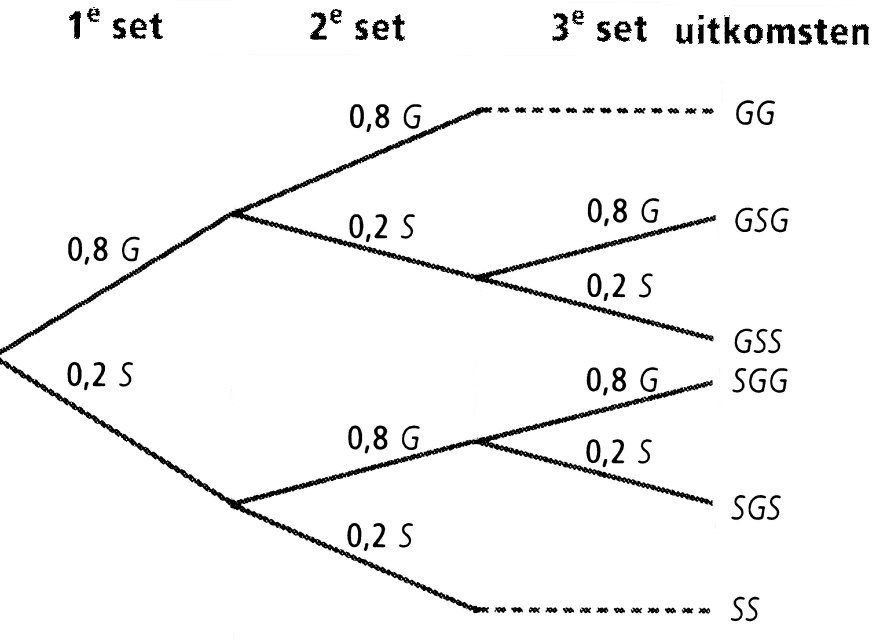 1e set 2e set 3e set uitkomsten
0,8 G GG
0,8 G GSG
0,2 S
0,8 G
0,2 S
GSS
0,2 S 0,8 G SGG
0,8 G
0,2 S
SGS
0,2 S
SS